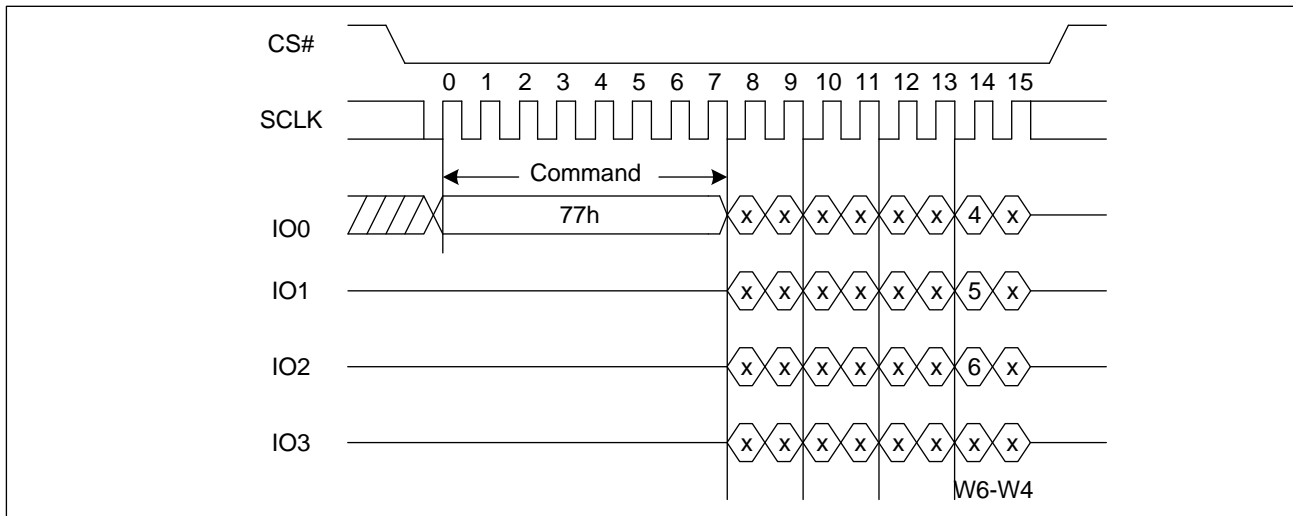 CS#
0 1 2 3 4 5 6 7 8 9 10 11 12 13 14 15
SCLK
Command
IO0 77h x x x x x x 4 x
IO1 x x x x x x 5 x
IO2 x x x x x x 6 x
IO3 x x x x x x x x
W6-W4